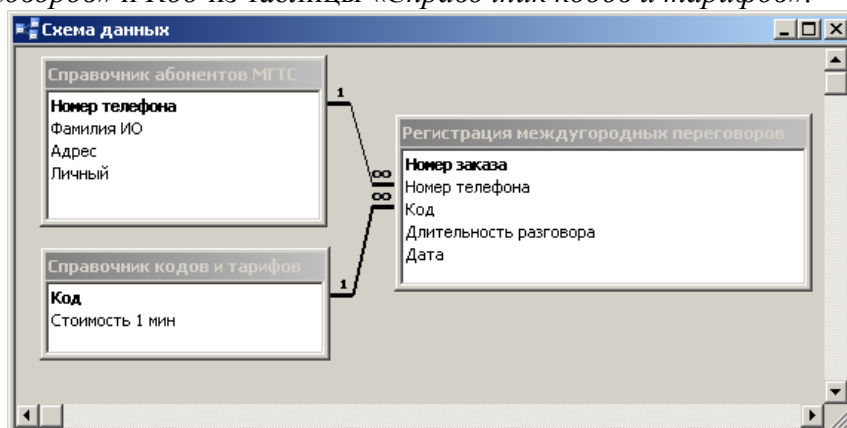 Схема данных
Справочник абонентов МГТС
Номер телефона
Фамилия ИО
Адрес
Личный
1
∞
Регистрация междугородных переговоров
Номер заказа
Номер телефона
Код
Длительность разговора
Дата
∞
1
Справочник кодов и тарифов
Код
Стоимость 1 мин